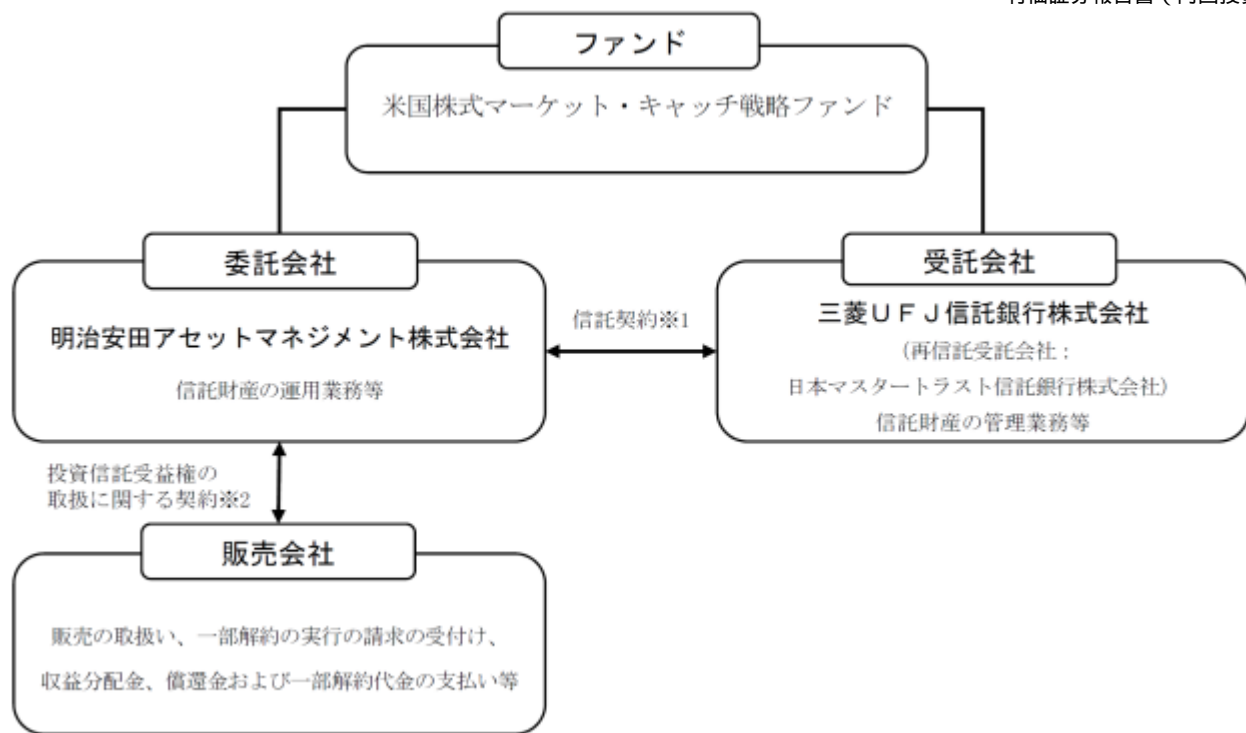 ファンド
米国株式マーケット・キャッチ戦略ファンド
委託会社
明治安田アセットマネジメント株式会社
信託財産の運用業務等
信託契約※1
受託会社
三菱ＵＦＪ信託銀行株式会社
（再信託受託会社；
日本マスタートラスト信託銀行株式会社）
信託財産の管理業務等
投資信託受益権の
取扱に関する契約※2
販売会社
販売の取扱い、一部解約の実行の請求の受付け、
収益分配金、償還金および一部解約代金の支払い等